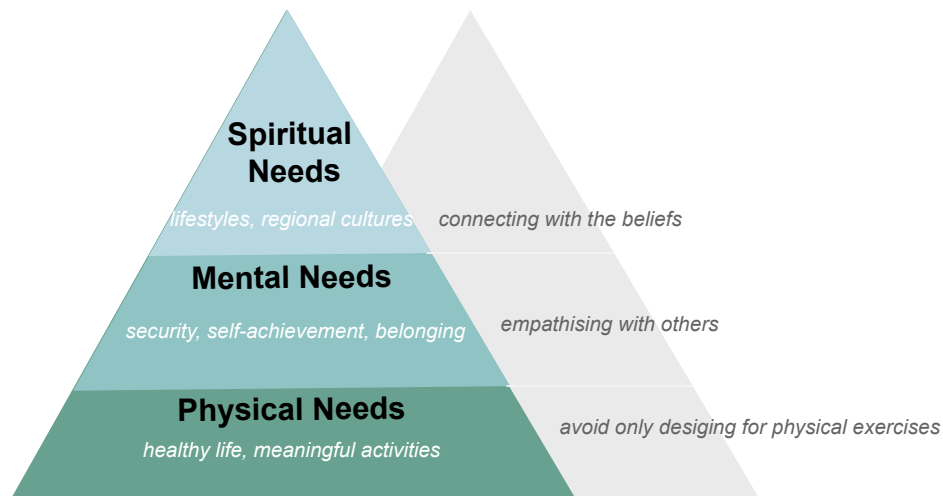 Spiritual
Needs
lifestyles, regional cultures
connecting with the beliefs
Mental Needs
security, self-achievement, belonging
empathising with others
Physical Needs
healthy life, meaningful activities
avoid only desiging for physical exercises